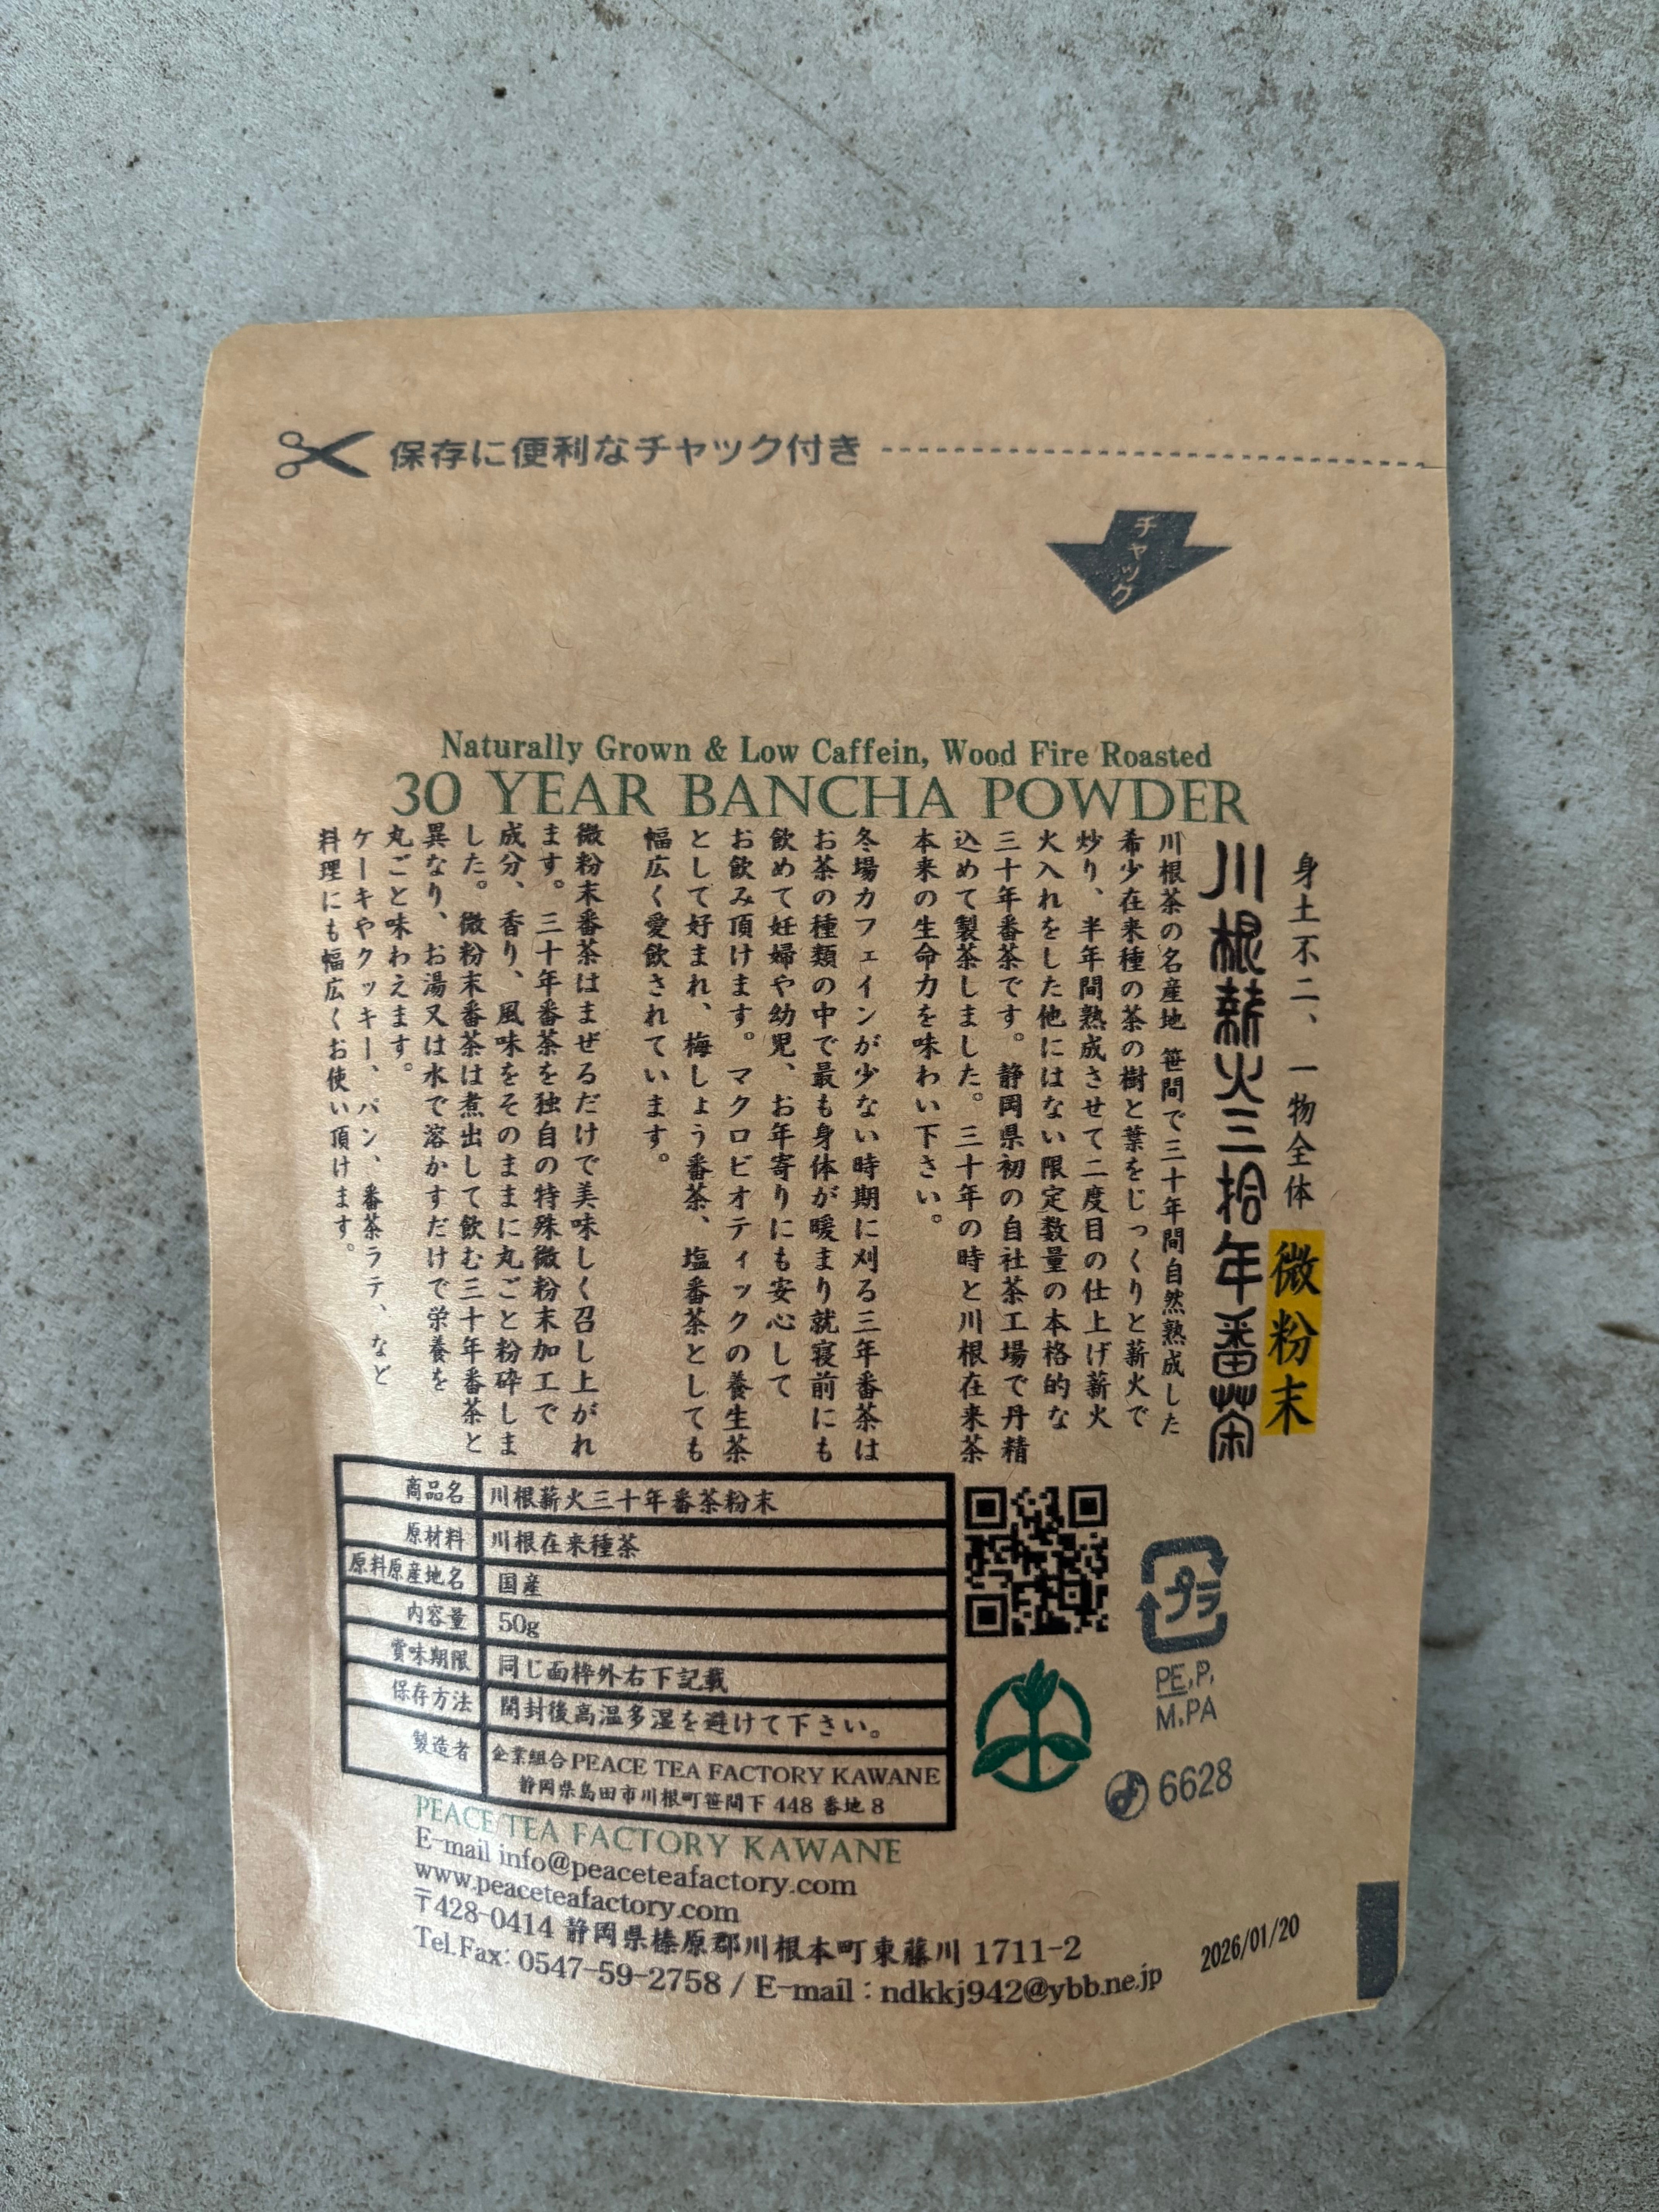 保存に便利なチャック付き
チャック
Naturally Grown & Low Caffein, Wood Fire Roasted
30 YEAR BANCHA POWDER
身土不二、一物全体
微粉末
川根薪火三拾年番茶
川根茶の名産地 笹間で三十年間自然熟成した
希少在来種の茶の樹と葉をじっくりと薪火で
炒り、半年間熟成させて二度目の仕上げ薪火
火入れをした他にはない限定数量の本格的な
三十年番茶です。静岡県初の自社茶工場で丹精
込めて製茶しました。三十年の時と川根在来茶
本来の生命力を味わい下さい。
冬場カフェインが少ない時期に刈る三年番茶は
お茶の種類の中で最も身体が暖まり就寝前にも
飲めて妊婦や幼児、お年寄りにも安心して
お飲み頂けます。マクロビオティックの養生茶
として好まれ、梅しょう番茶、塩番茶としても
幅広く愛飲されています。
微粉末番茶はまぜるだけで美味しく召し上がれ
ます。三十年番茶を独自の特殊微粉末加工で
成分、香り、風味をそのままに丸ごと粉砕しま
した。微粉末番茶は煮出して飲む三十年番茶と
異なり、お湯又は水で溶かすだけで栄養を
丸ごと味わえます。
ケーキやクッキー、パン、番茶ラテ、など
料理にも幅広くお使い頂けます。
商品名 川根薪火三十年番茶粉末
原材料 川根在来種茶
原料原産地名 国産
内容量 50g
賞味期限 同じ面枠外右下記載
保存方法 開封後高温多湿を避けて下さい。
製造者 企業組合PEACE TEA FACTORY KAWANE
静岡県島田市川根町笹間下 448 番地 8
プラ
PE,P,
M,PA
6628
PEACE TEA FACTORY KAWANE
E-mail info@peaceteafactory.com
www.peaceteafactory.com
〒428-0414 静岡県榛原郡川根本町東藤川 1711-2
Tel.Fax: 0547-59-2758 / E-mail : ndkkj942@ybb.ne.jp
2026/01/20